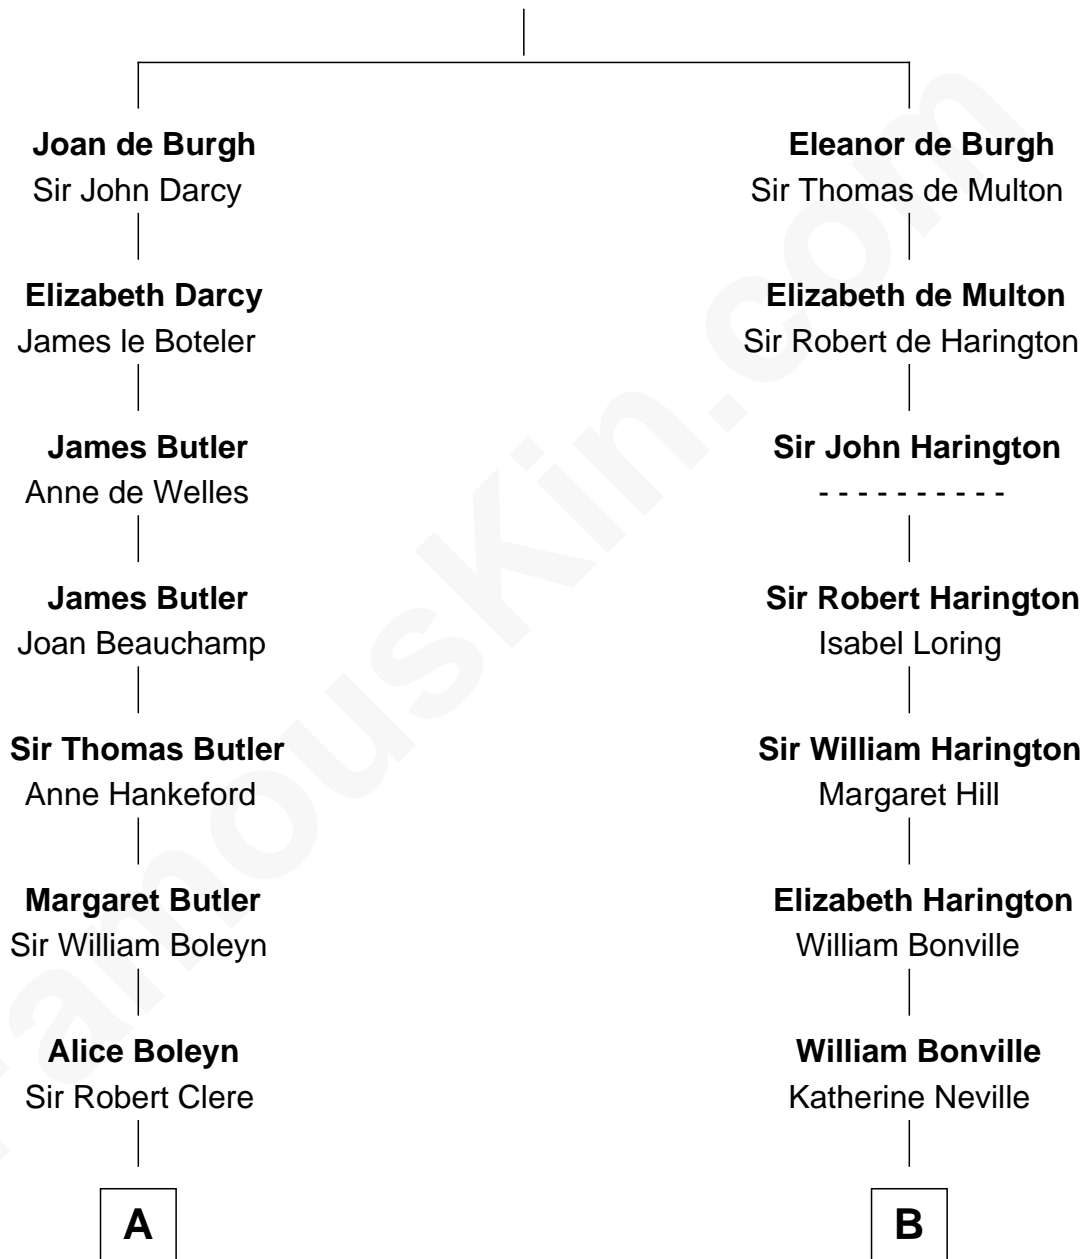 Joan de Burgh
Sir John Darcy
Elizabeth Darcy
James le Boteler
James Butler
Anne de Welles
James Butler
Joan Beauchamp
Sir Thomas Butler
Anne Hankeford
Margaret Butler
Sir William Boleyn
Alice Boleyn
Sir Robert Clere
A
Eleanor de Burgh
Sir Thomas de Multon
Elizabeth de Multon
Sir Robert de Harington
Sir John Harington
- - - - - - - - - -
Sir Robert Harington
Isabel Loring
Sir William Harington
Margaret Hill
Elizabeth Harington
William Bonville
William Bonville
Katherine Neville
B
FamousKin.com